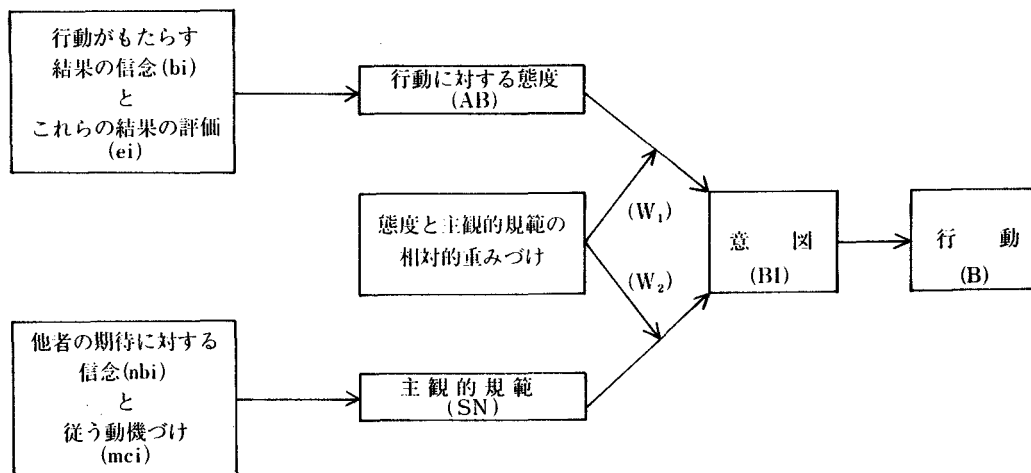 行動がもたらす
結果の信念(bi)
と
これらの結果の評価
(ei)
行動に対する態度
(AB)
態度と主観的規範の
相対的重みづけ
(W₁)
(W₂)
意 図
(BI)
行 動
(B)
他者の期待に対する
信念(nbi)
と
従う動機づけ
(mci)
主観的規範
(SN)